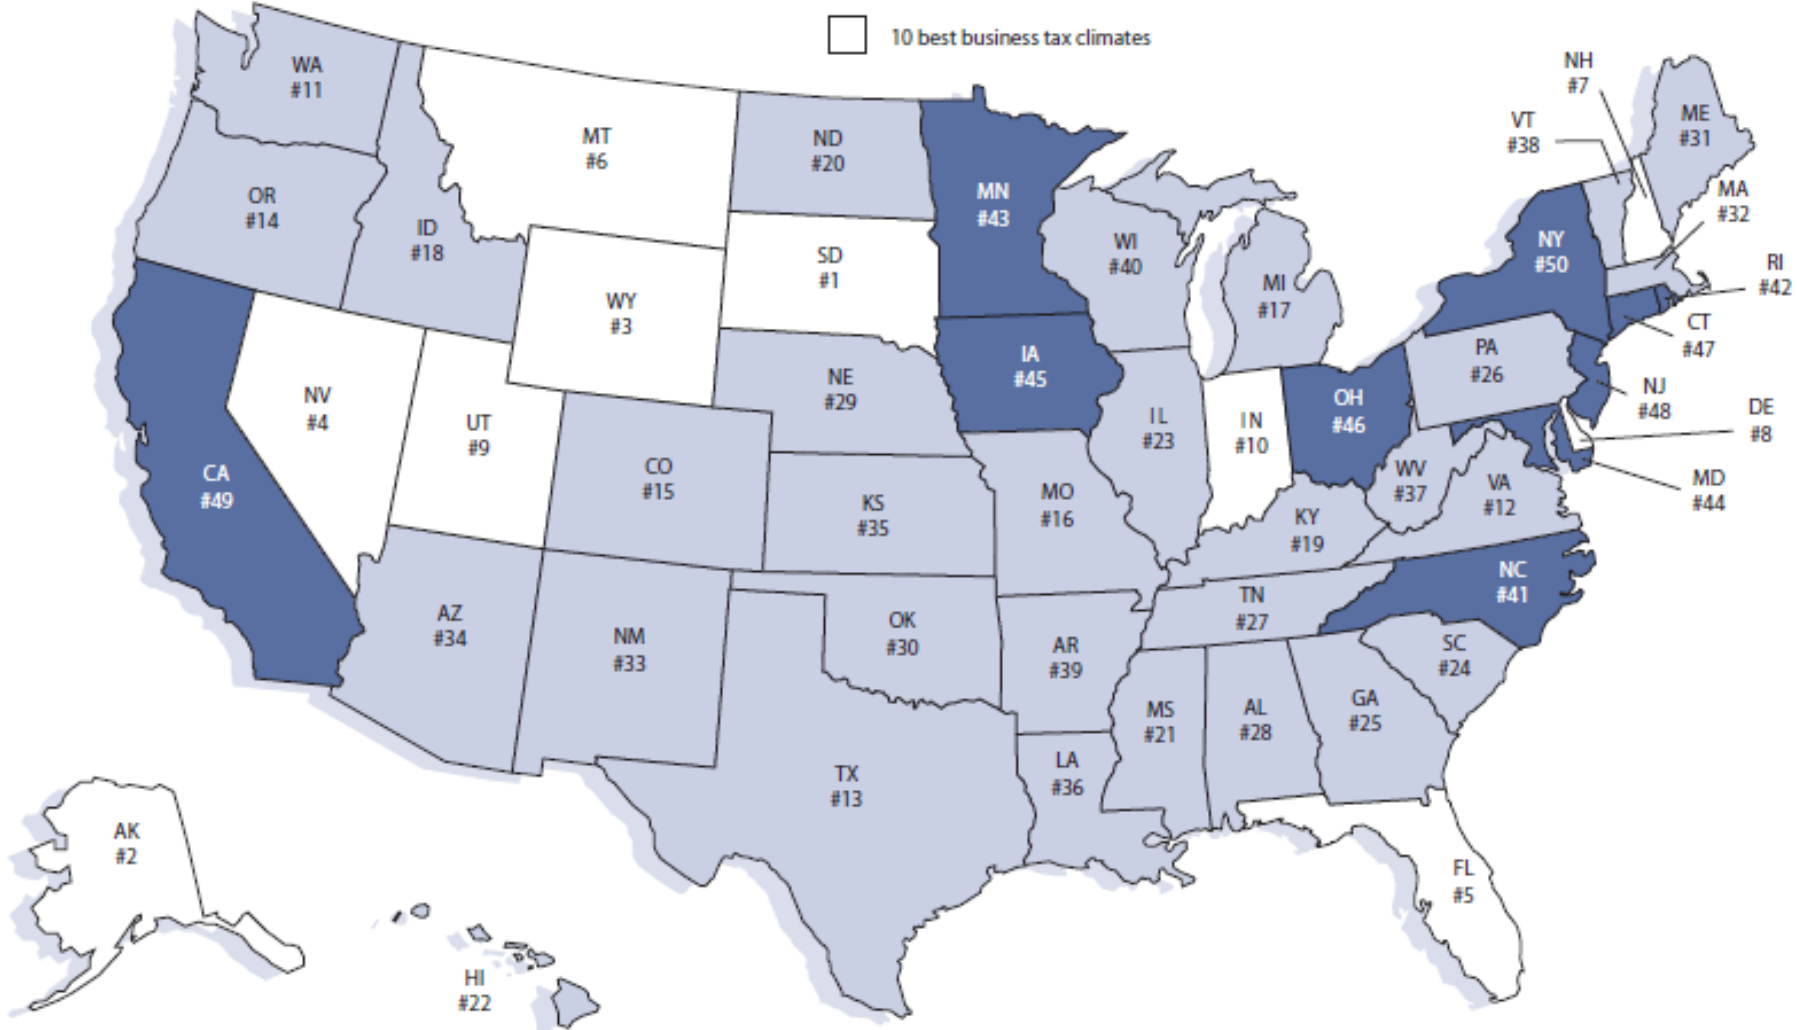 10 best business tax climates
WA
#11
MT
#6
ND
#20
MN
#43
NH
#7
VT
#38
ME
#31
MA
#32
OR
#14
ID
#18
SD
#1
WI
#40
MI
#17
NY
#50
RI
#42
CT
#47
WY
#3
IA
#45
PA
#26
NJ
#48
DE
#8
NV
#4
UT
#9
NE
#29
IL
#23
IN
#10
OH
#46
MD
#44
CA
#49
CO
#15
KS
#35
MO
#16
WV
#37
VA
#12
KY
#19
NC
#41
AZ
#34
NM
#33
OK
#30
AR
#39
TN
#27
SC
#24
MS
#21
AL
#28
GA
#25
TX
#13
LA
#36
AK
#2
FL
#5
HI
#22